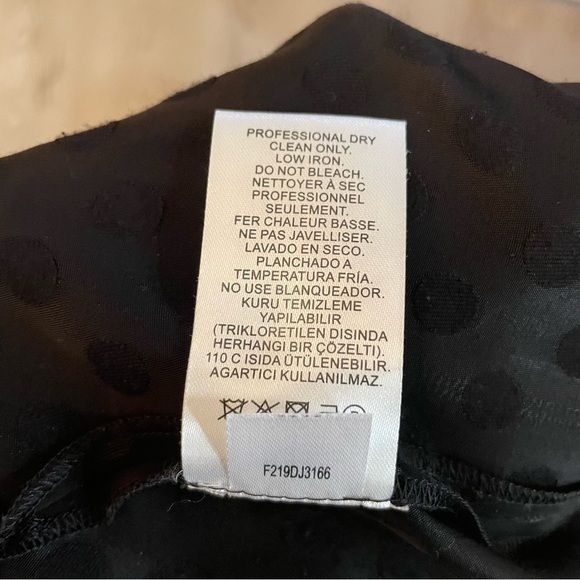 PROFESSIONAL DRY
CLEAN ONLY.
LOW IRON.
DO NOT BLEACH.
NETTOYER À SEC
PROFESSIONNEL
SEULEMENT.
FER CHALEUR BASSE.
NE PAS JAVELLISER.
LAVADO EN SECO.
PLANCHADO A
TEMPERATURA FRÍA.
NO USE BLANQUEADOR.
KURU TEMIZLEME
YAPILABILIR
(TRIKLORETILEN DISINDA
HERHANGI BIR ÇÖZELTI).
110 C ISIDA ÜTÜLENEBILIR.
AGARTICI KULLANILMAZ.
F219DJ3166